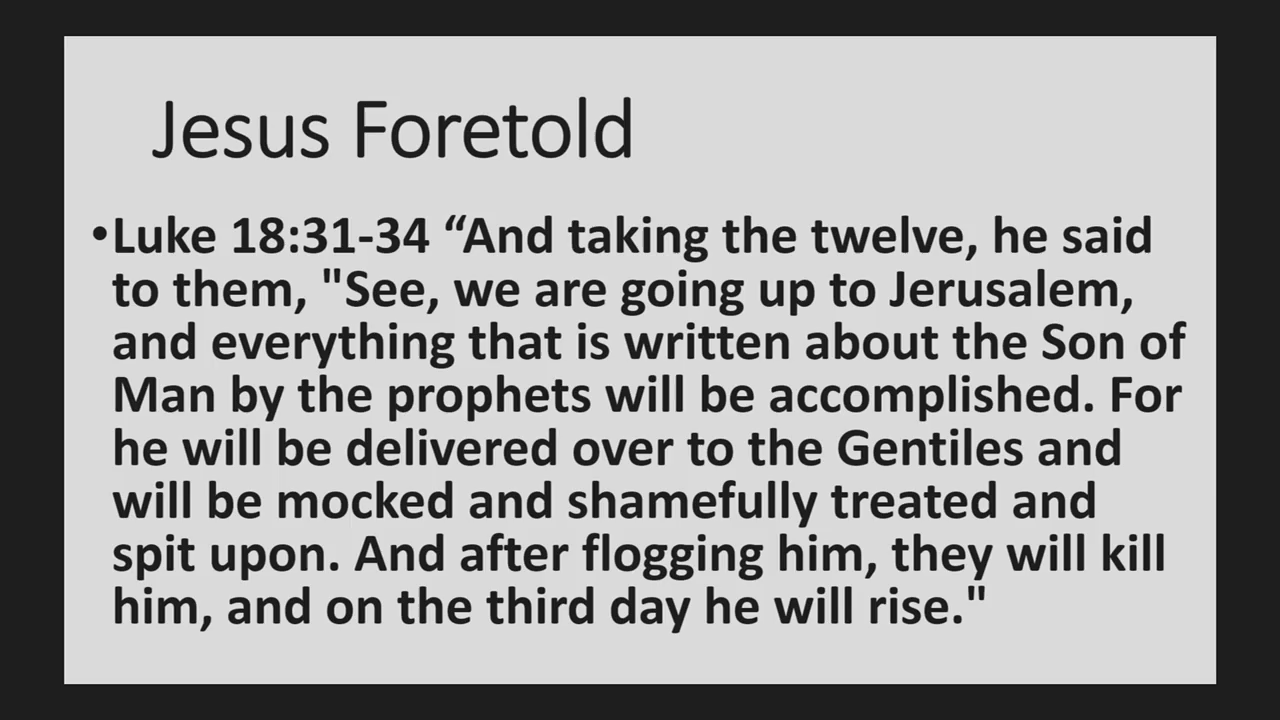 Jesus Foretold
•Luke 18:31-34 “And taking the twelve, he said
to them, "See, we are going up to Jerusalem,
and everything that is written about the Son of
Man by the prophets will be accomplished. For
he will be delivered over to the Gentiles and
will be mocked and shamefully treated and
spit upon. And after flogging him, they will kill
him, and on the third day he will rise."